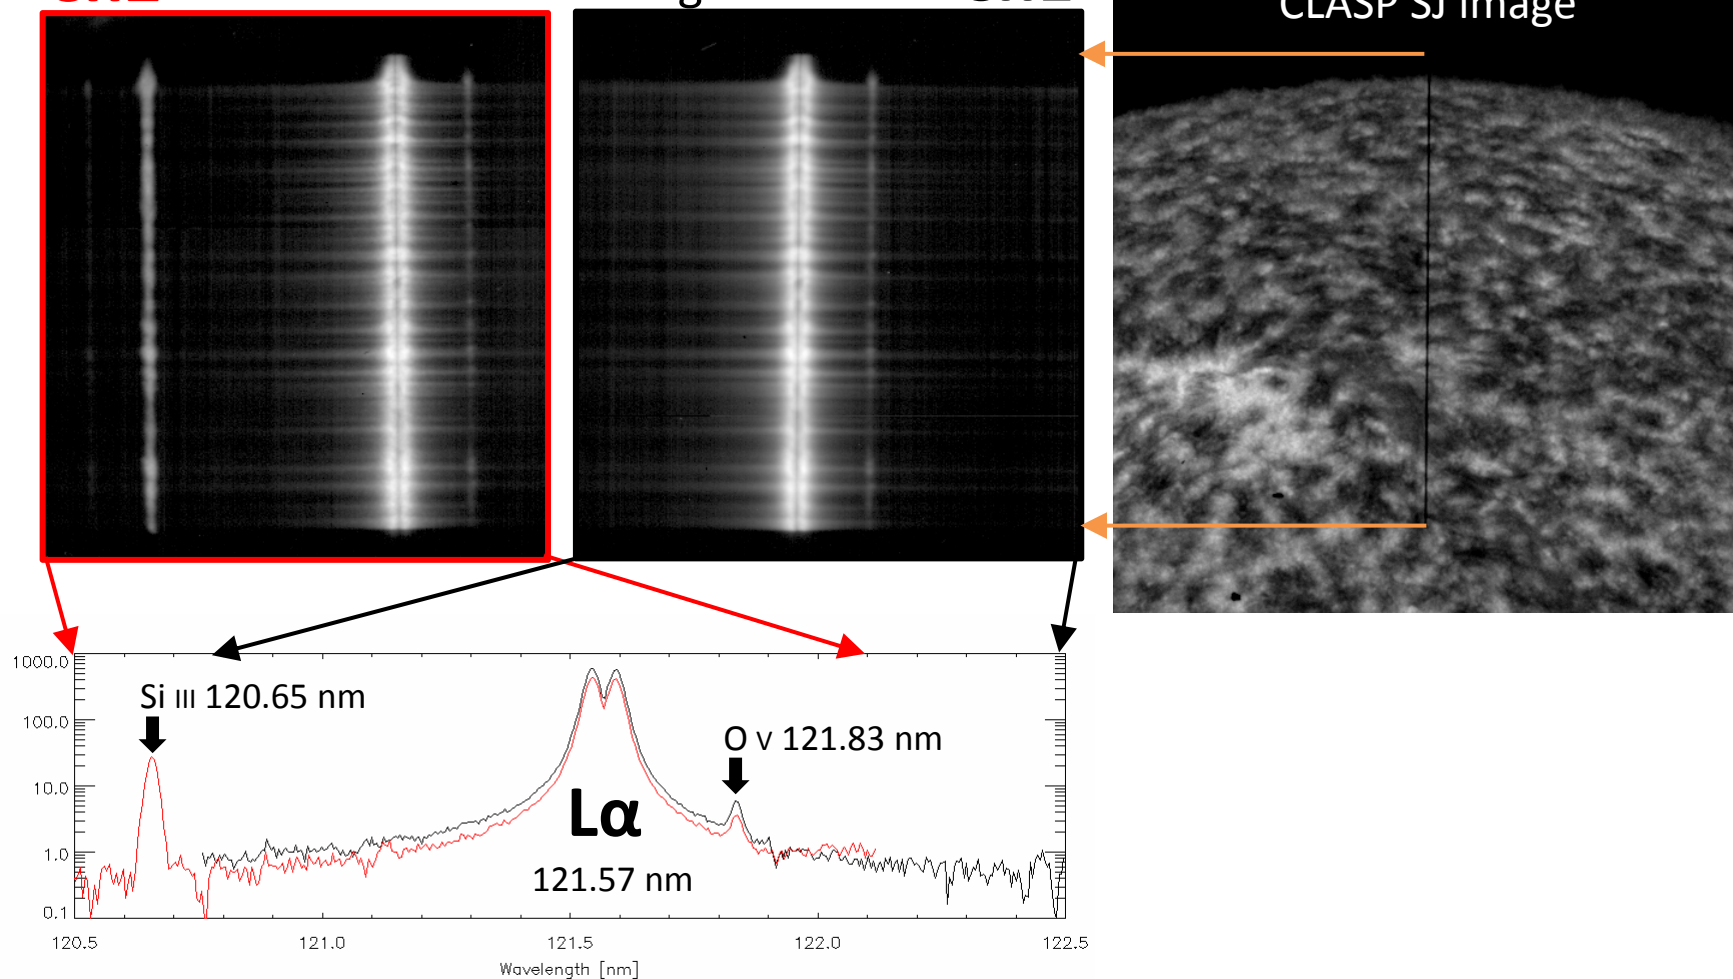 CLASP SJ Image
1000.0
100.0
10.0
1.0
0.1
Si III 120.65 nm
O V 121.83 nm
Lα
121.57 nm
120.5
121.0
121.5
122.0
122.5
Wavelength [nm]